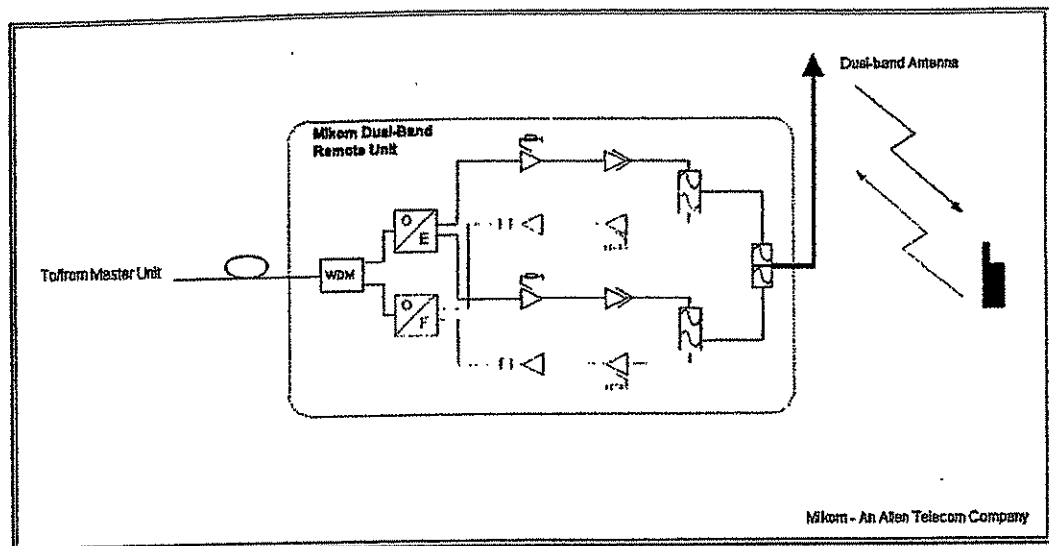 Dual-band Antenna
Mikom Dual-Band
Remote Unit
O
E
To/from Master Unit
WDM
O
F
Mikom - An Allen Telecom Company